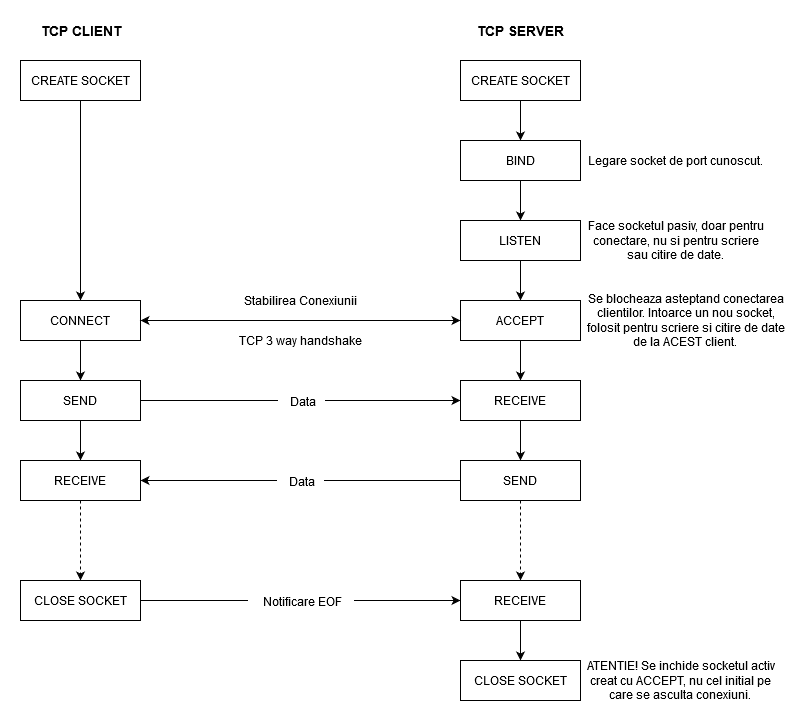 TCP CLIENT
TCP SERVER
CREATE SOCKET
CREATE SOCKET
BIND
Legare socket de port cunoscut.
LISTEN
Face socketul pasiv, doar pentru
conectare, nu si pentru scriere
sau citire de date.
CONNECT
Stabilirea Conexiunii
TCP 3 way handshake
ACCEPT
Se blocheaza asteptand conectarea
clientilor. Intoarce un nou socket,
folosit pentru scriere si citire de date
de la ACEST client.
SEND
Data
RECEIVE
RECEIVE
Data
SEND
CLOSE SOCKET
Notificare EOF
RECEIVE
CLOSE SOCKET
ATENTIE! Se inchide socketul activ
creat cu ACCEPT, nu cel initial pe
care se asculta conexiuni.